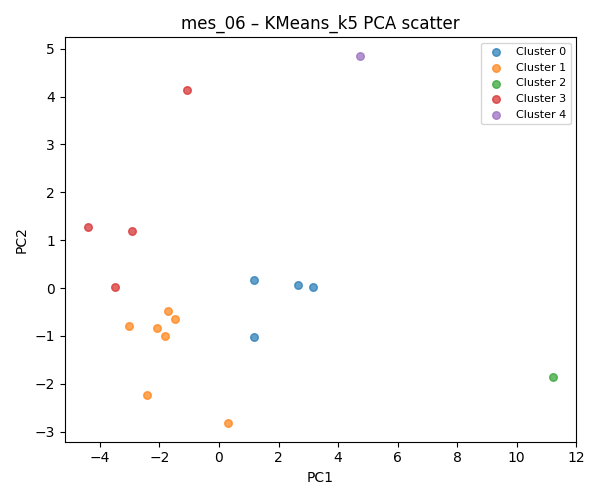 mes_06 – KMeans_k5 PCA scatter
Cluster 0
Cluster 1
Cluster 2
Cluster 3
Cluster 4
PC2
5
4
3
2
1
0
−1
−2
−3
−4 −2 0 2 4 6 8 10 12
PC1